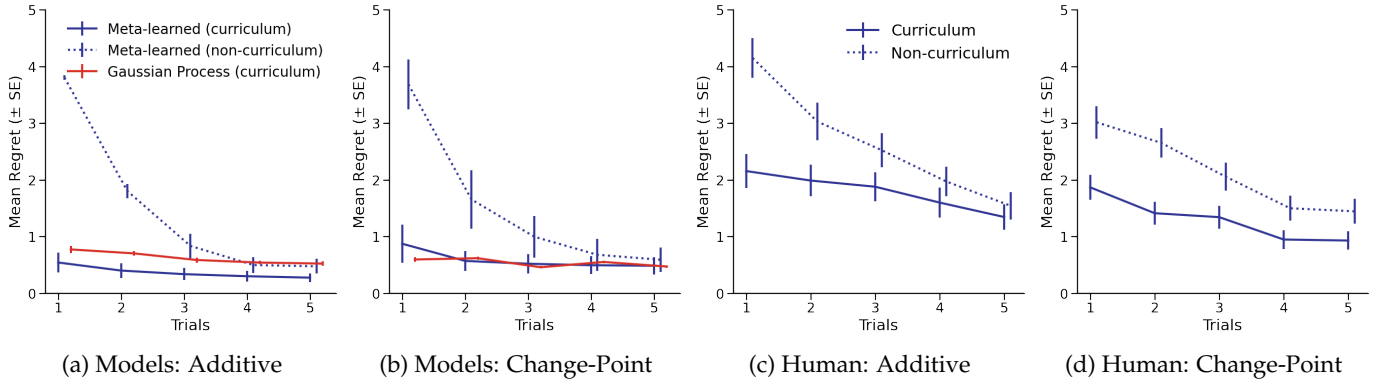 5
4
3
2
1
0
Mean Regret (± SE)
1 2 3 4 5
Trials
Meta-learned (curriculum)
Meta-learned (non-curriculum)
Gaussian Process (curriculum)
(a) Models: Additive
5
4
3
2
1
0
Mean Regret (± SE)
1 2 3 4 5
Trials
(b) Models: Change-Point
5
4
3
2
1
0
Mean Regret (± SE)
1 2 3 4 5
Trials
Curriculum
Non-curriculum
(c) Human: Additive
5
4
3
2
1
0
Mean Regret (± SE)
1 2 3 4 5
Trials
(d) Human: Change-Point